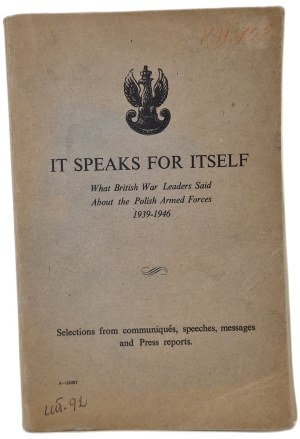 IT SPEAKS FOR ITSELF
What British War Leaders Said
About the Polish Armed Forces
1939-1946
Selections from communiqués, speeches, messages
and Press reports.